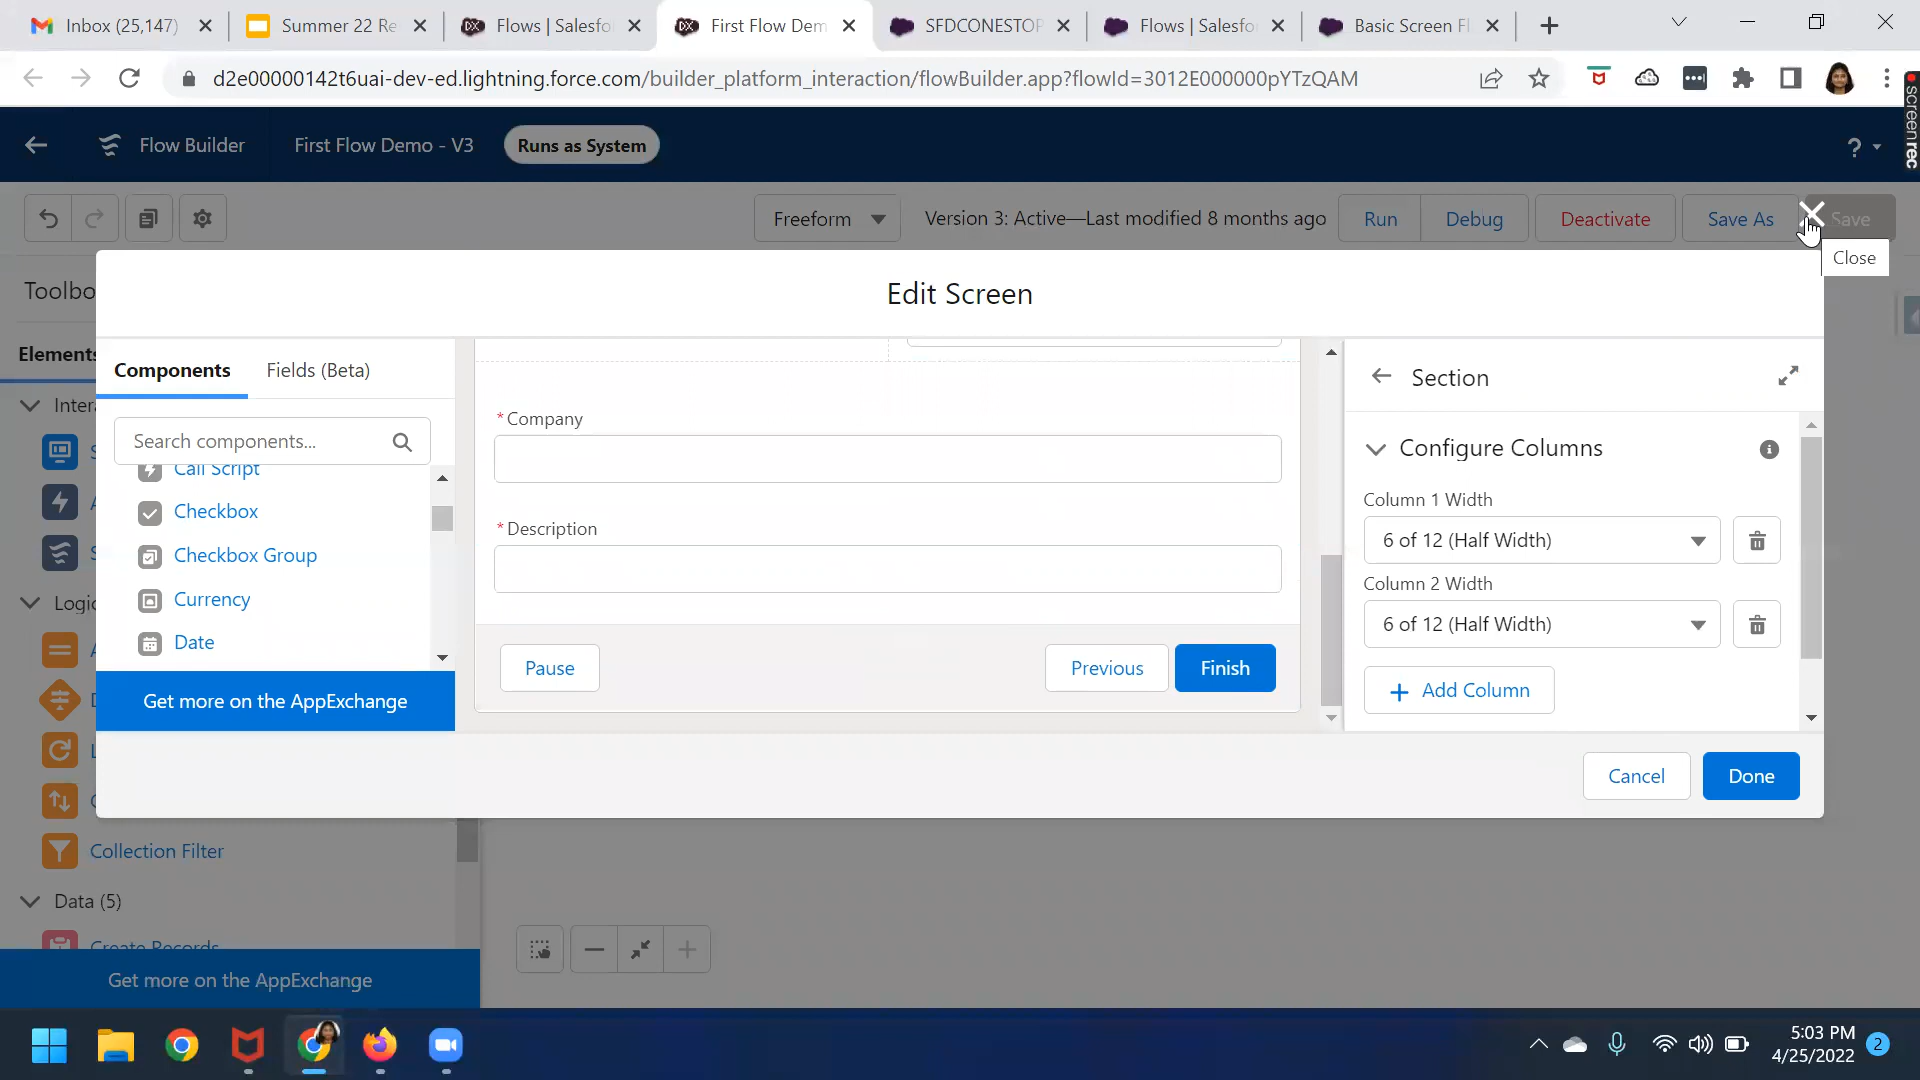 Inbox (25,147)
Summer 22 Re
Flows | Salesfo
First Flow Dem
SFDCONESTOP
Flows | Salesfo
Basic Screen Fl
d2e00000142t6uai-dev-ed.lightning.force.com/builder_platform_interaction/flowBuilder.app?flowId=3012E000000pYTzQAM
screenrec
Flow Builder
First Flow Demo - V3
Runs as System
?
Freeform
Version 3: Active—Last modified 8 months ago
Run
Debug
Deactivate
Save As
Save
Close
Toolbo
Edit Screen
Elements
Components
Fields (Beta)
Section
Inter
Search components...
*Company
Configure Columns
Call Script
Column 1 Width
Checkbox
*Description
6 of 12 (Half Width)
Checkbox Group
Column 2 Width
Logic
Currency
6 of 12 (Half Width)
Date
Pause
Previous
Finish
Add Column
Get more on the AppExchange
Cancel
Done
Collection Filter
Data (5)
Create Records
Get more on the AppExchange
5:03 PM
4/25/2022
2